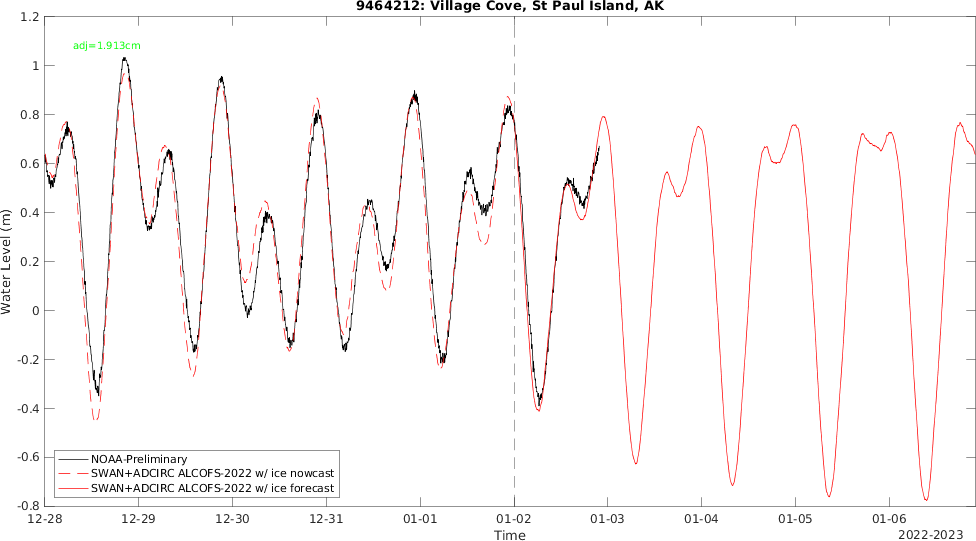 9464212: Village Cove, St Paul Island, AK
adj=1.913cm
Water Level (m)
1.2
1
0.8
0.6
0.4
0.2
0
-0.2
-0.4
-0.6
-0.8
NOAA-Preliminary
SWAN+ADCIRC ALCOFS-2022 w/ ice nowcast
SWAN+ADCIRC ALCOFS-2022 w/ ice forecast
12-28 12-29 12-30 12-31 01-01 01-02 01-03 01-04 01-05 01-06
Time
2022-2023